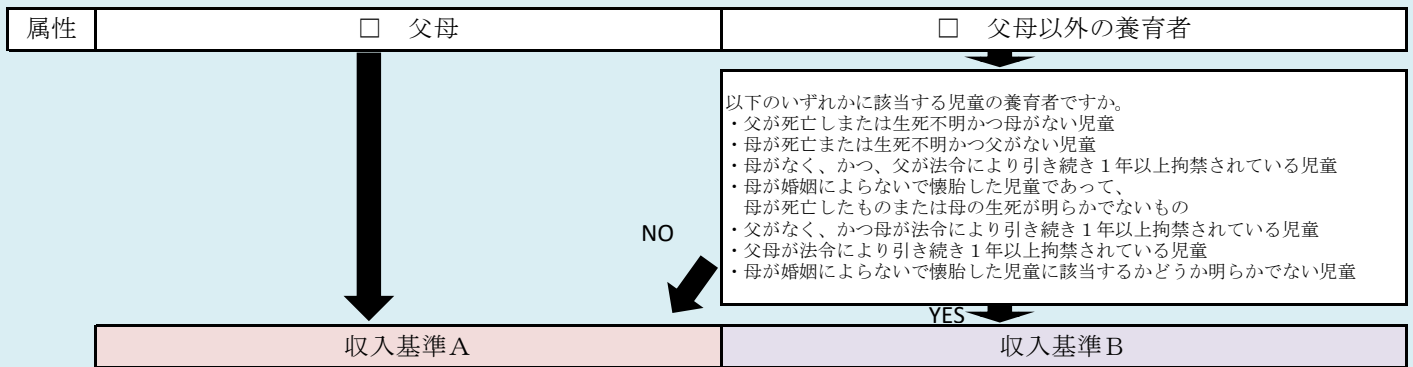 属性
□ 父母
□ 父母以外の養育者
以下のいずれかに該当する児童の養育者ですか。
・父が死亡しまたは生死不明かつ母がない児童
・母が死亡または生死不明かつ父がない児童
・母がなく、かつ、父が法令により引き続き１年以上拘禁されている児童
・母が婚姻によらないで懐胎した児童であって、
母が死亡したものまたは母の生死が明らかでないもの
・父がなく、かつ母が法令により引き続き１年以上拘禁されている児童
・父母が法令により引き続き１年以上拘禁されている児童
・母が婚姻によらないで懐胎した児童に該当するかどうか明らかでない児童
NO
YES
収入基準Ａ
収入基準Ｂ